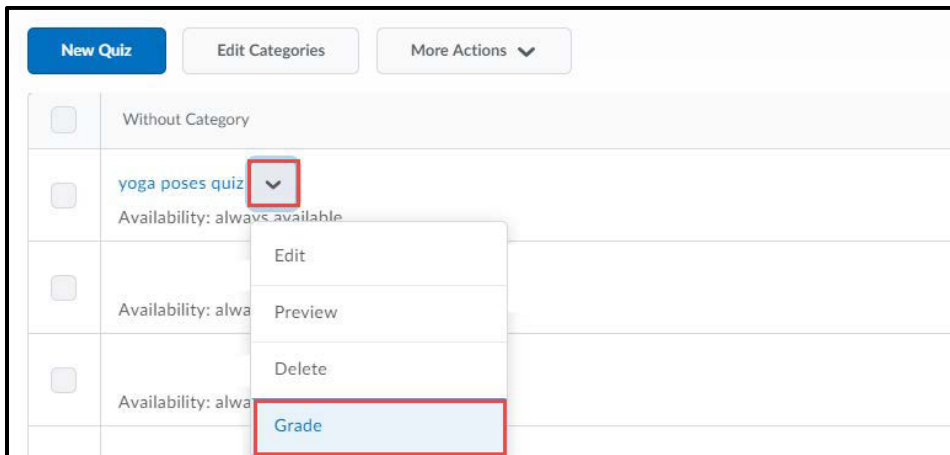 New Quiz Edit Categories More Actions
Without Category
yoga poses quiz
Availability: always available
Edit
Availability: alwa
Preview
Delete
Availability: alwa
Grade